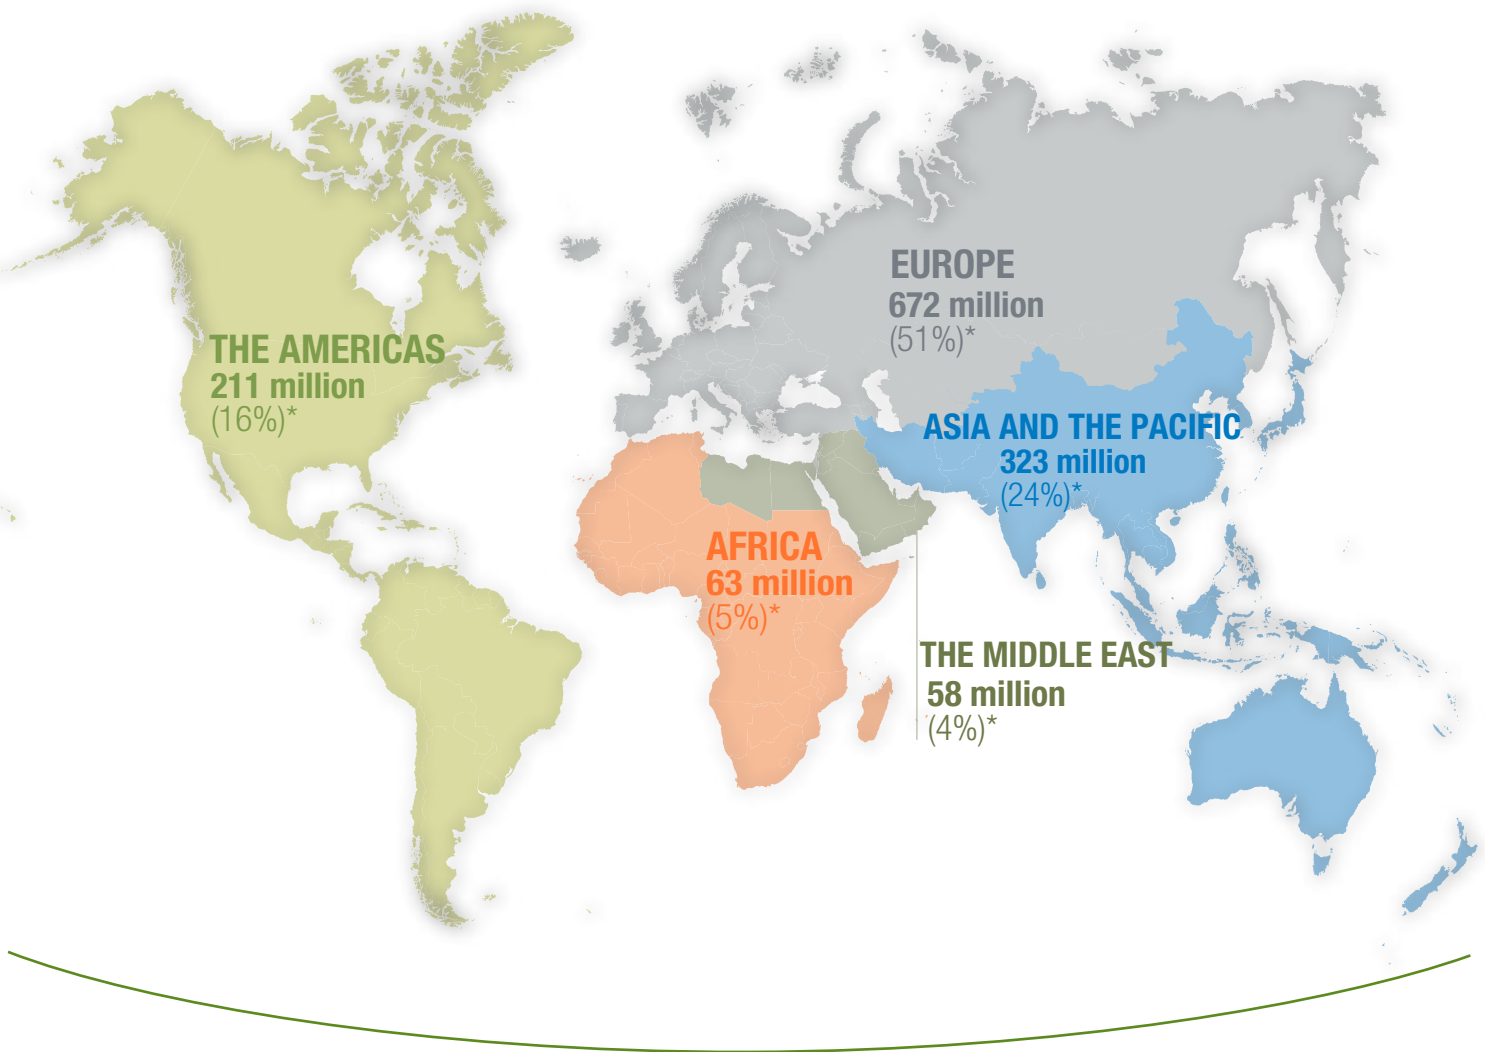 EUROPE
672 million
(51%)*
THE AMERICAS
211 million
(16%)*
ASIA AND THE PACIFIC
323 million
(24%)*
AFRICA
63 million
(5%)*
THE MIDDLE EAST
58 million
(4%)*